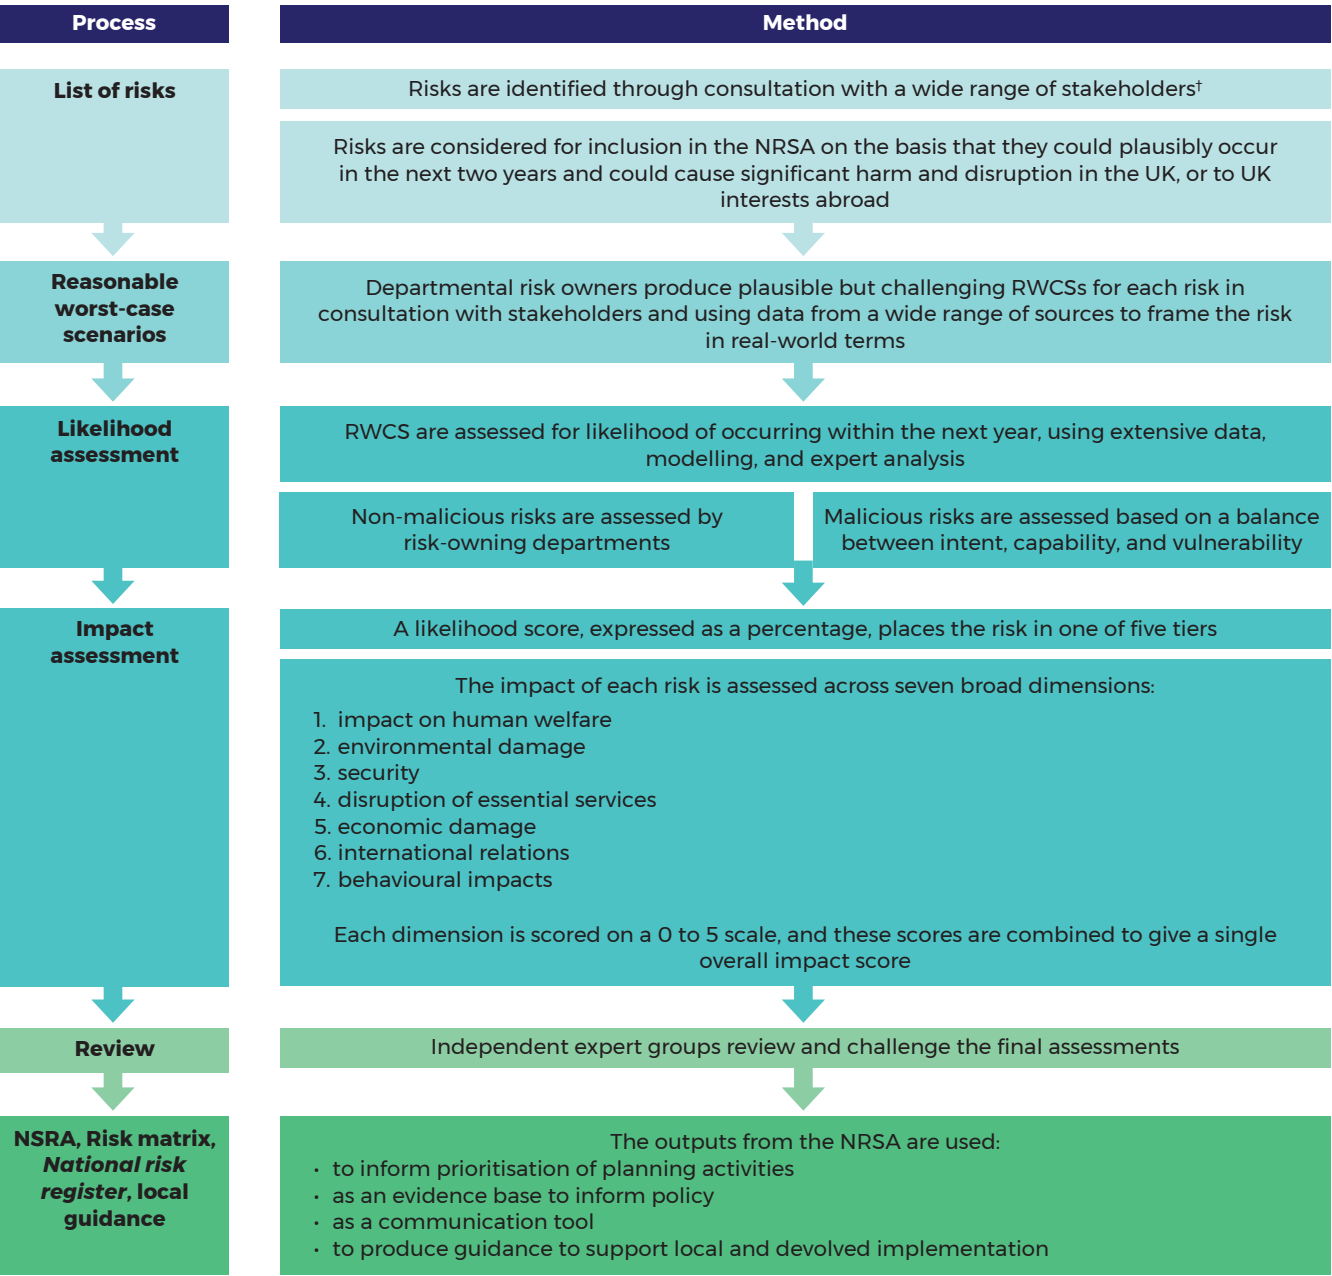 Process
Method
List of risks
Risks are identified through consultation with a wide range of stakeholders†
Risks are considered for inclusion in the NRSA on the basis that they could plausibly occur
in the next two years and could cause significant harm and disruption in the UK, or to UK
interests abroad
Reasonable
worst-case
scenarios
Departmental risk owners produce plausible but challenging RWCSs for each risk in
consultation with stakeholders and using data from a wide range of sources to frame the risk
in real-world terms
Likelihood
assessment
RWCS are assessed for likelihood of occurring within the next year, using extensive data,
modelling, and expert analysis
Non-malicious risks are assessed by
risk-owning departments
Malicious risks are assessed based on a balance
between intent, capability, and vulnerability
Impact
assessment
A likelihood score, expressed as a percentage, places the risk in one of five tiers
The impact of each risk is assessed across seven broad dimensions:
1. impact on human welfare
2. environmental damage
3. security
4. disruption of essential services
5. economic damage
6. international relations
7. behavioural impacts
Each dimension is scored on a 0 to 5 scale, and these scores are combined to give a single
overall impact score
Review
Independent expert groups review and challenge the final assessments
NSRA, Risk matrix,
National risk
register, local
guidance
The outputs from the NRSA are used:
• to inform prioritisation of planning activities
• as an evidence base to inform policy
• as a communication tool
• to produce guidance to support local and devolved implementation